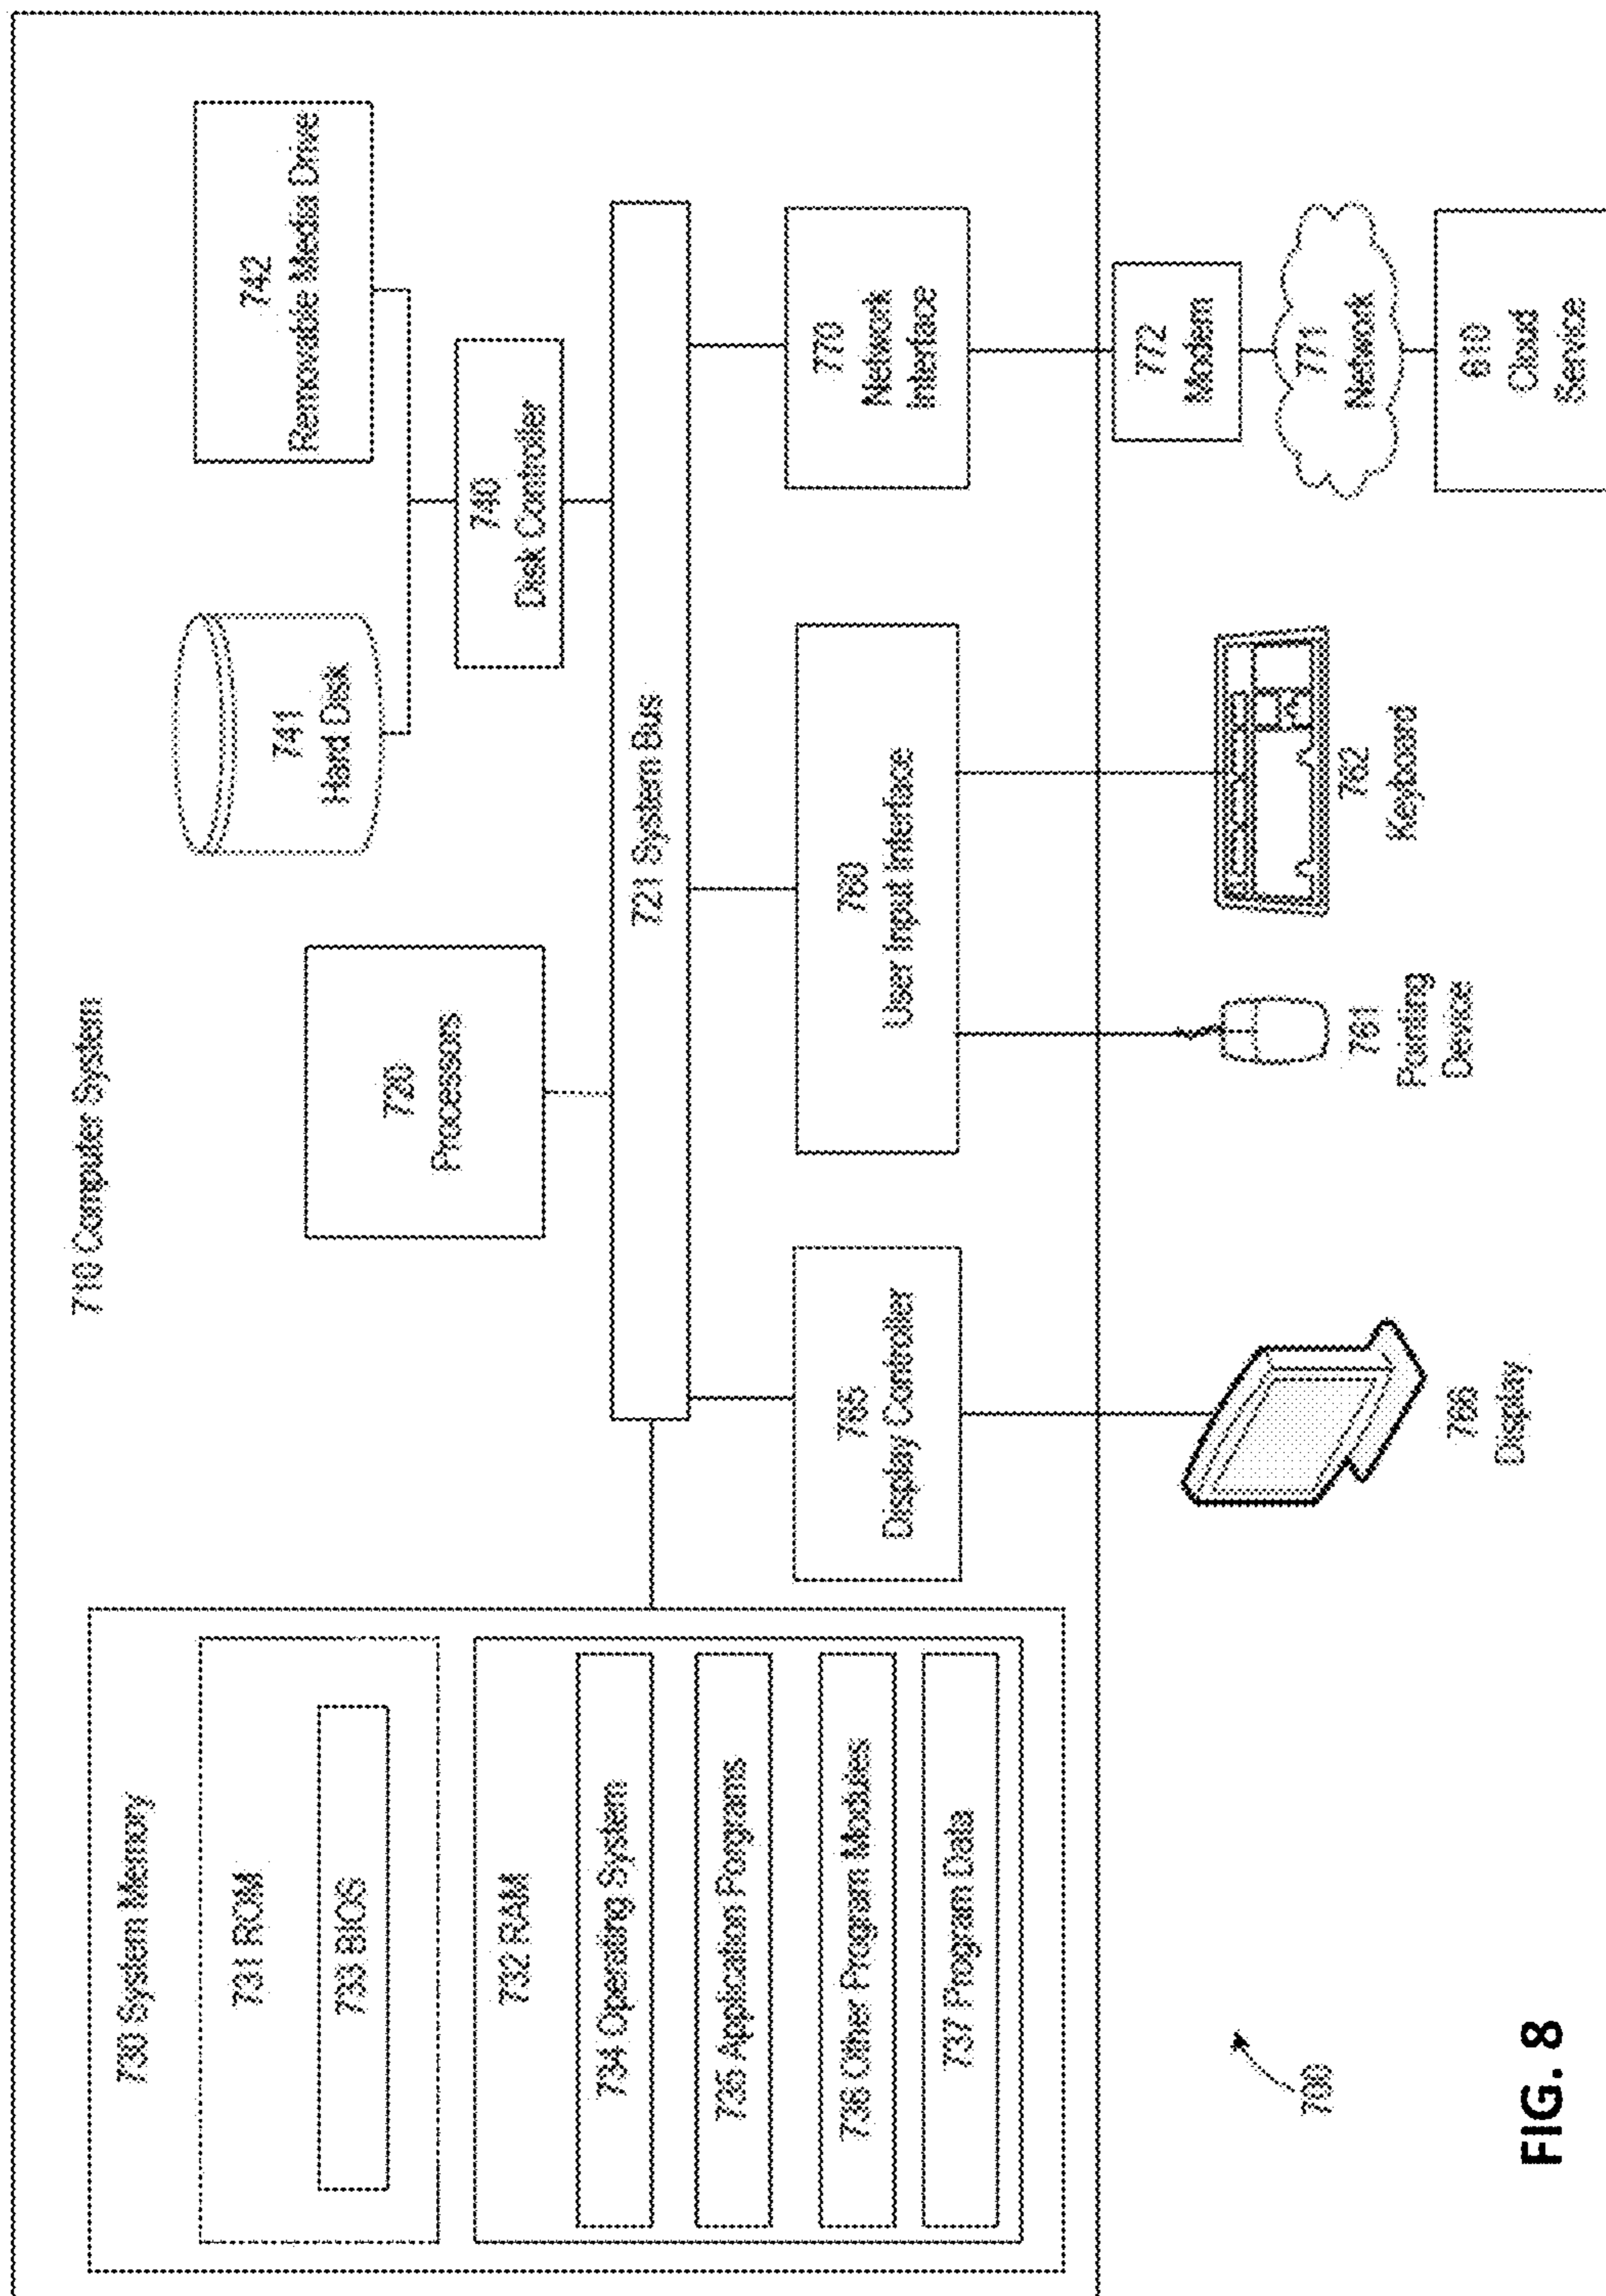 710 Computer System
730 System Memory
731 ROM
733 BIOS
732 RAM
734 Operating System
735 Application Porgrams
736 Other Program Modules
737 Program Data
720
Processors
741
Hard Disk
742
Removable Media Drive
740
Disk Controller
721 System Bus
765
Display Controller
760
User Input Interface
770
Network
Interface
772
Modem
771
Network
810
Cloud
Service
766
Display
761
Pointing
Device
762
Keyboard
700
FIG. 8